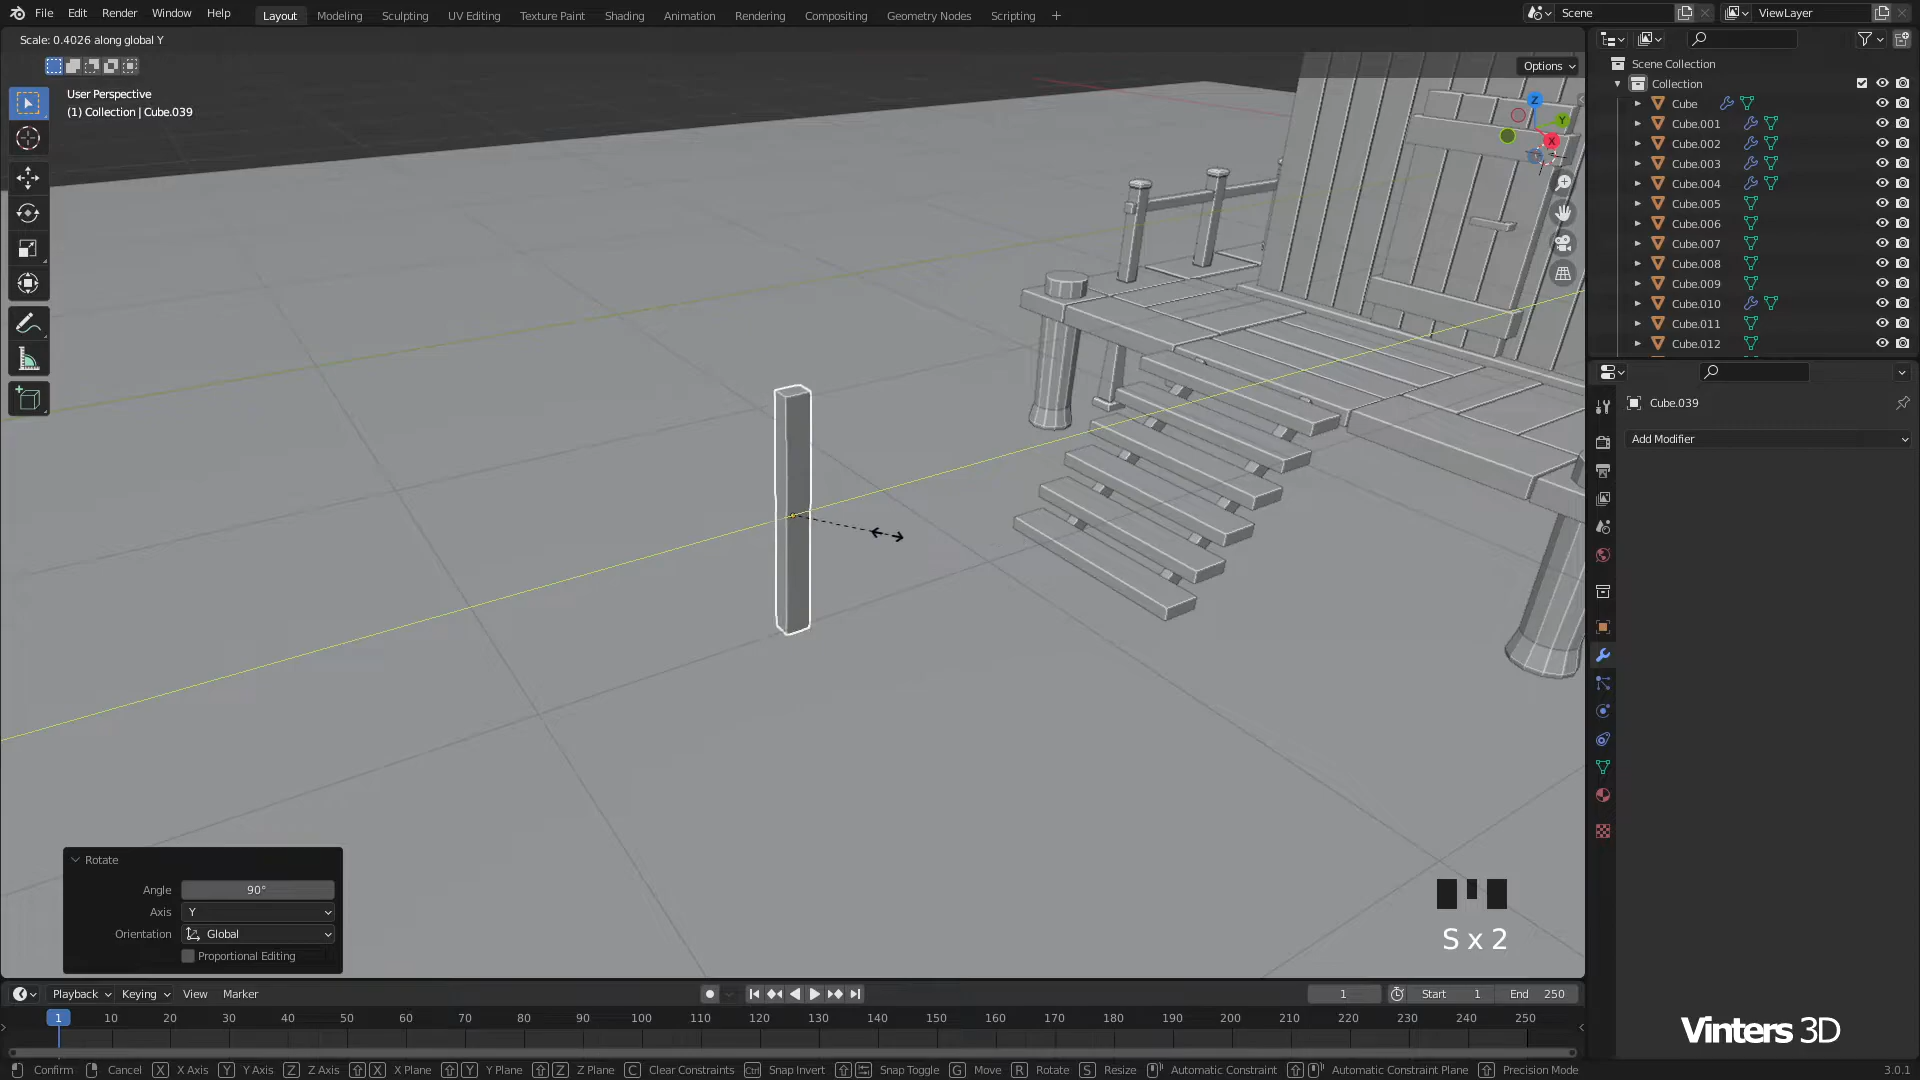 File Edit Render Window Help Layout Modeling Sculpting UV Editing Texture Paint Shading Animation Rendering Compositing Geometry Nodes Scripting + Scene ViewLayer
Scale: 0.4026 along global Y
Options
User Perspective
(1) Collection | Cube.039
Z
Y
X
Scene Collection
Collection
Cube
Cube.001
Cube.002
Cube.003
Cube.004
Cube.005
Cube.006
Cube.007
Cube.008
Cube.009
Cube.010
Cube.011
Cube.012
Cube.039
Add Modifier
Rotate
Angle 90°
Axis Y
Orientation Global
Proportional Editing
S x 2
Playback Keying View Marker 1 Start 1 End 250
1 10 20 30 40 50 60 70 80 90 100 110 120 130 140 150 160 170 180 190 200 210 220 230 240 250
Vinters 3D
Confirm Cancel X X Axis Y Y Axis Z Z Axis X X Plane Y Y Plane Z Z Plane C Clear Constraints Ctrl Snap Invert Snap Toggle G Move R Rotate S Resize Automatic Constraint Automatic Constraint Plane Precision Mode 3.0.1